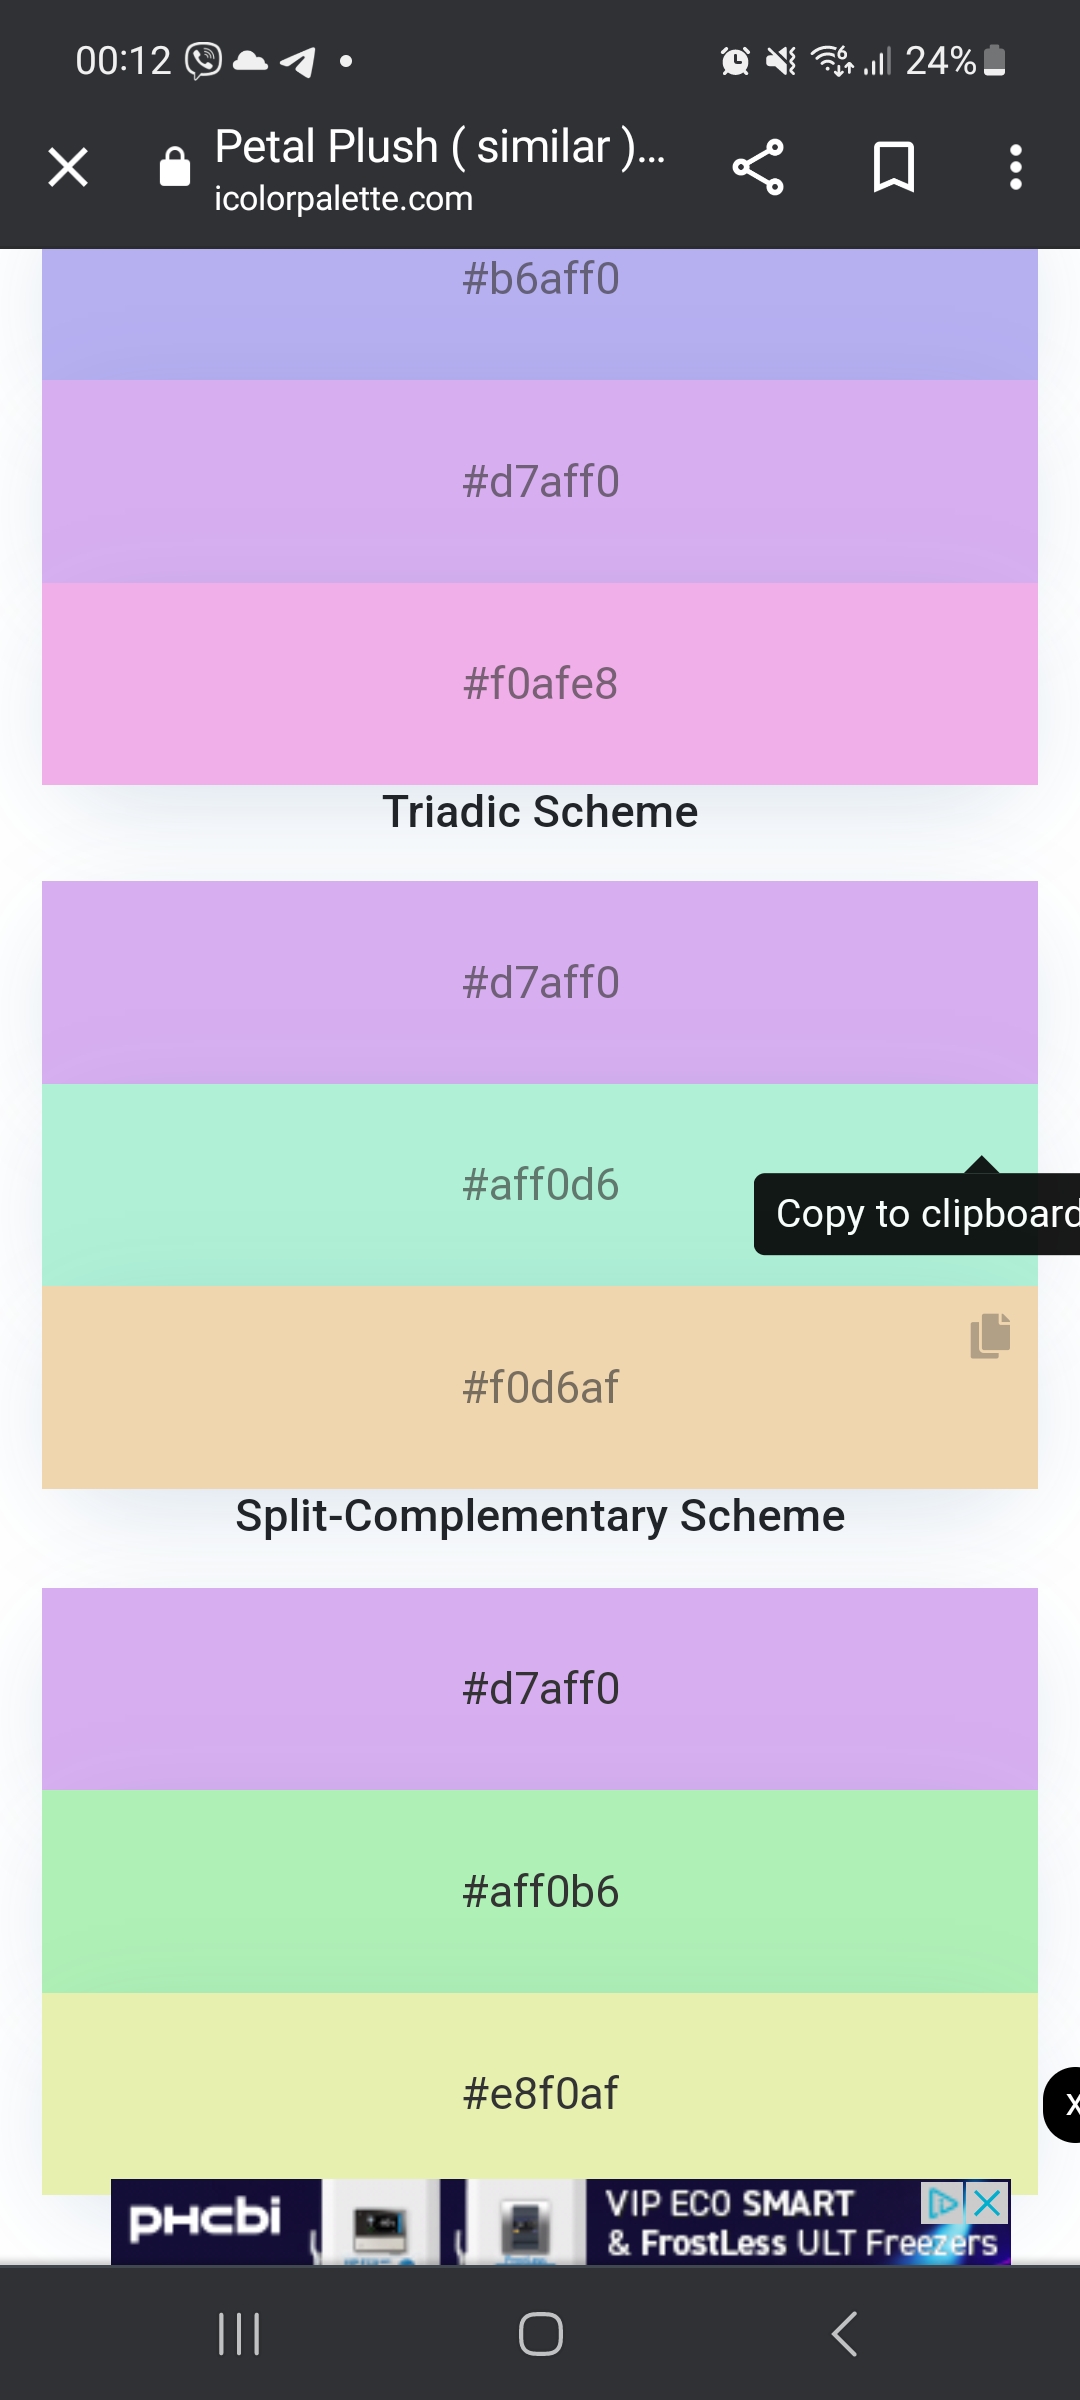 00:12
24%
Petal Plush ( similar )...
icolorpalette.com
#b6aff0
#d7aff0
#f0afe8
Triadic Scheme
#d7aff0
#aff0d6
Copy to clipboard
#f0d6af
Split-Complementary Scheme
#d7aff0
#aff0b6
#e8f0af
x
PHCbi
VIP ECO SMART
& FrostLess ULT Freezers